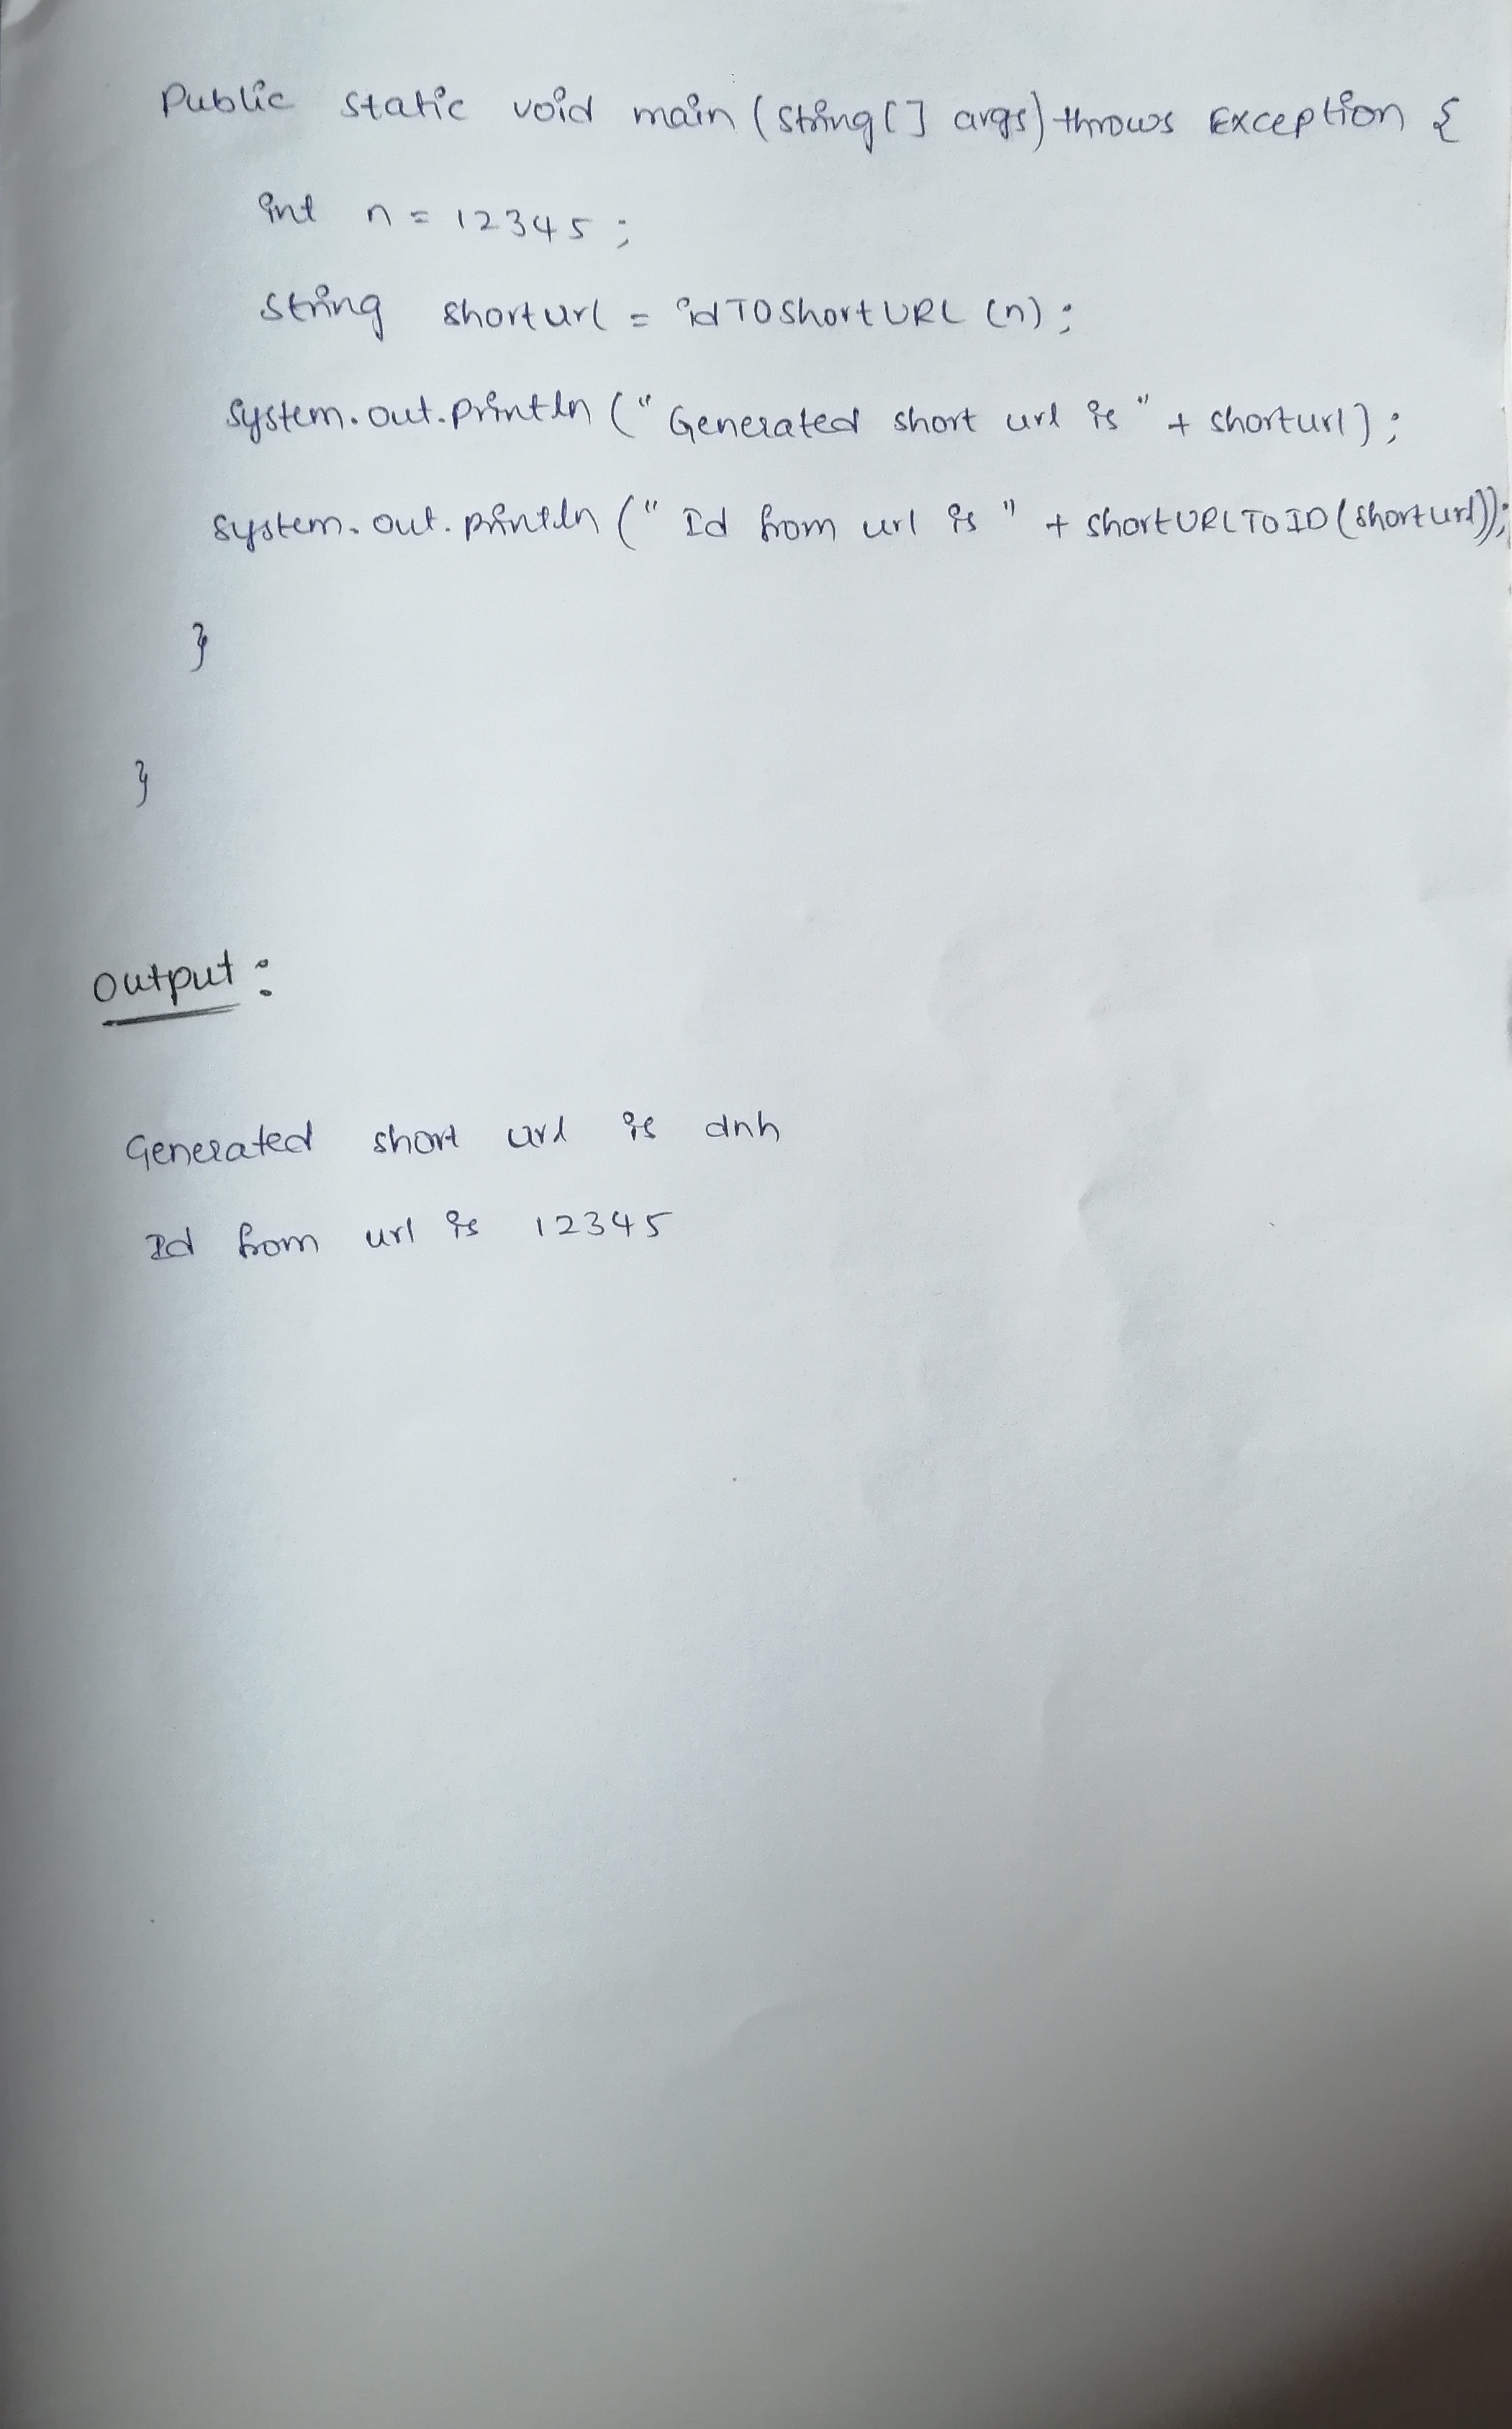 Public static void main (String[] args) throws Exception {
int n = 12345;
String shorturl = idToShortURL (n);
System.out.println (" Generated short url is " + shorturl);
System.out.println (" Id from url is " + shortURLToID (shorturl));
}
}
Output:
Generated short url is dnh
Id from url is 12345